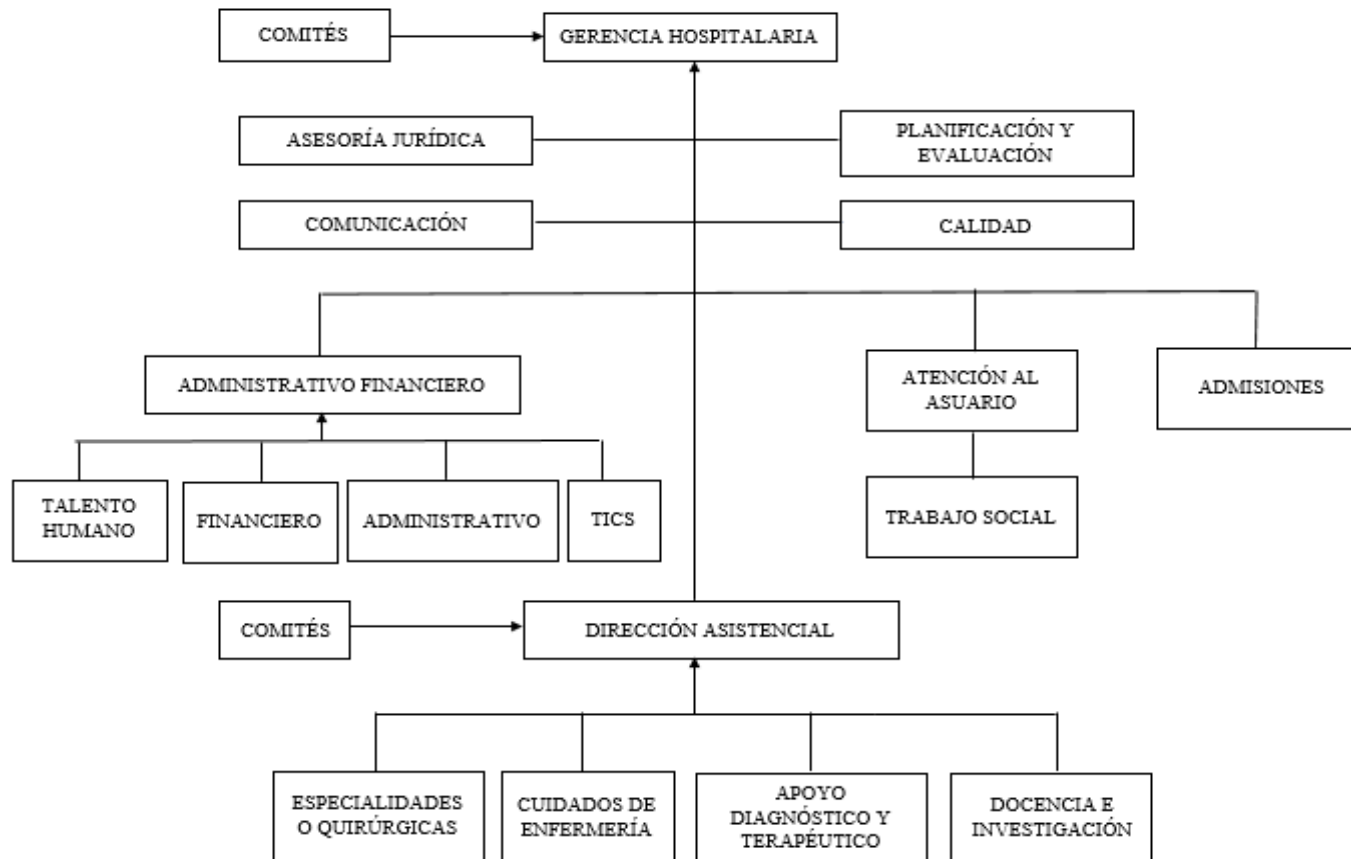 COMITÉS
GERENCIA HOSPITALARIA
ASESORÍA JURÍDICA
PLANIFICACIÓN Y
EVALUACIÓN
COMUNICACIÓN
CALIDAD
ADMINISTRATIVO FINANCIERO
ATENCIÓN AL
ASUARIO
ADMISIONES
TALENTO
HUMANO
FINANCIERO
ADMINISTRATIVO
TICS
TRABAJO SOCIAL
COMITÉS
DIRECCIÓN ASISTENCIAL
ESPECIALIDADES
O QUIRÚRGICAS
CUIDADOS DE
ENFERMERÍA
APOYO
DIAGNÓSTICO Y
TERAPÉUTICO
DOCENCIA E
INVESTIGACIÓN